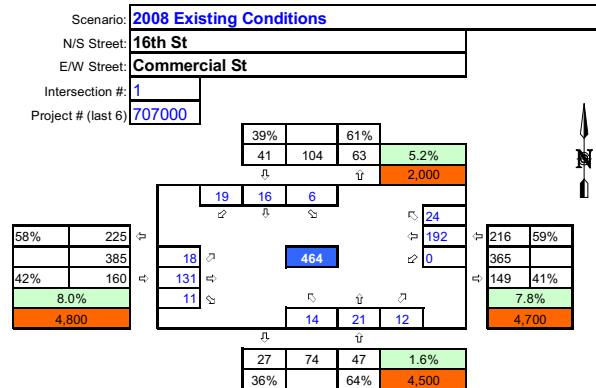 Scenario: 2008 Existing Conditions
N/S Street: 16th St
E/W Street: Commercial St
Intersection #: 1
Project # (last 6) 707000
39% 61%
41 104 63 5.2%
⇩ ⇧ 2,000
N
19 16 6
24
58% 225 ⇦ ⇦ 192 ⇦ 216 59%
385 18 464 0 365
42% 160 ⇨ 131 ⇨ ⇨ 149 41%
8.0% 11 7.8%
4,800 14 21 12 4,700
⇩ ⇧
27 74 47 1.6%
36% 64% 4,500